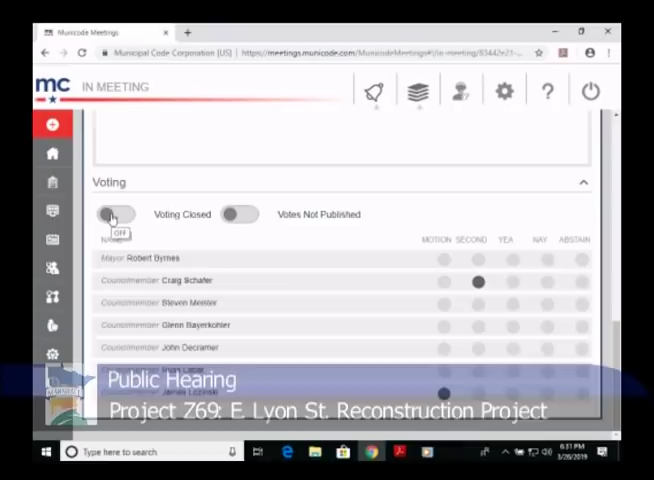 Municode Meetings
Municipal Code Corporation [US] | https://meetings.municode.com/MunicodeMeetings#!/in-meeting/
mc
IN MEETING
Voting
Voting Closed
Votes Not Published
OFF
MOTION SECOND YEA NAY ABSTAIN
Mayor Robert Byrnes
Councilmember Craig Schafer
Councilmember Steven Meister
Councilmember Glenn Bayerkohler
Councilmember John Decramer
Public Hearing
Project Z69: E. Lyon St. Reconstruction Project
Type here to search
6:31 PM
3/26/2019